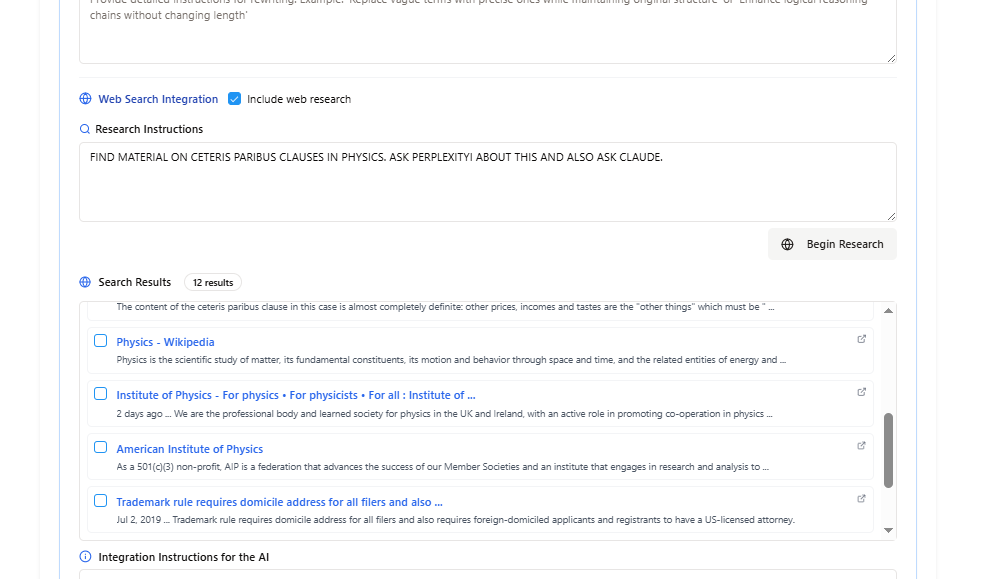 Provide detailed instructions for rewriting. Example: 'Replace vague terms with precise ones while maintaining original structure' or 'Enhance logical reasoning
chains without changing length'
Web Search Integration Include web research
Research Instructions
FIND MATERIAL ON CETERIS PARIBUS CLAUSES IN PHYSICS. ASK PERPLEXITYI ABOUT THIS AND ALSO ASK CLAUDE.
Begin Research
Search Results 12 results
The content of the ceteris paribus clause in this case is almost completely definite: other prices, incomes and tastes are the "other things" which must be " ...
Physics - Wikipedia
Physics is the scientific study of matter, its fundamental constituents, its motion and behavior through space and time, and the related entities of energy and ...
Institute of Physics - For physics • For physicists • For all : Institute of ...
2 days ago ... We are the professional body and learned society for physics in the UK and Ireland, with an active role in promoting co-operation in physics ...
American Institute of Physics
As a 501(c)(3) non-profit, AIP is a federation that advances the success of our Member Societies and an institute that engages in research and analysis to ...
Trademark rule requires domicile address for all filers and also ...
Jul 2, 2019 ... Trademark rule requires domicile address for all filers and also requires foreign-domiciled applicants and registrants to have a US-licensed attorney.
Integration Instructions for the AI